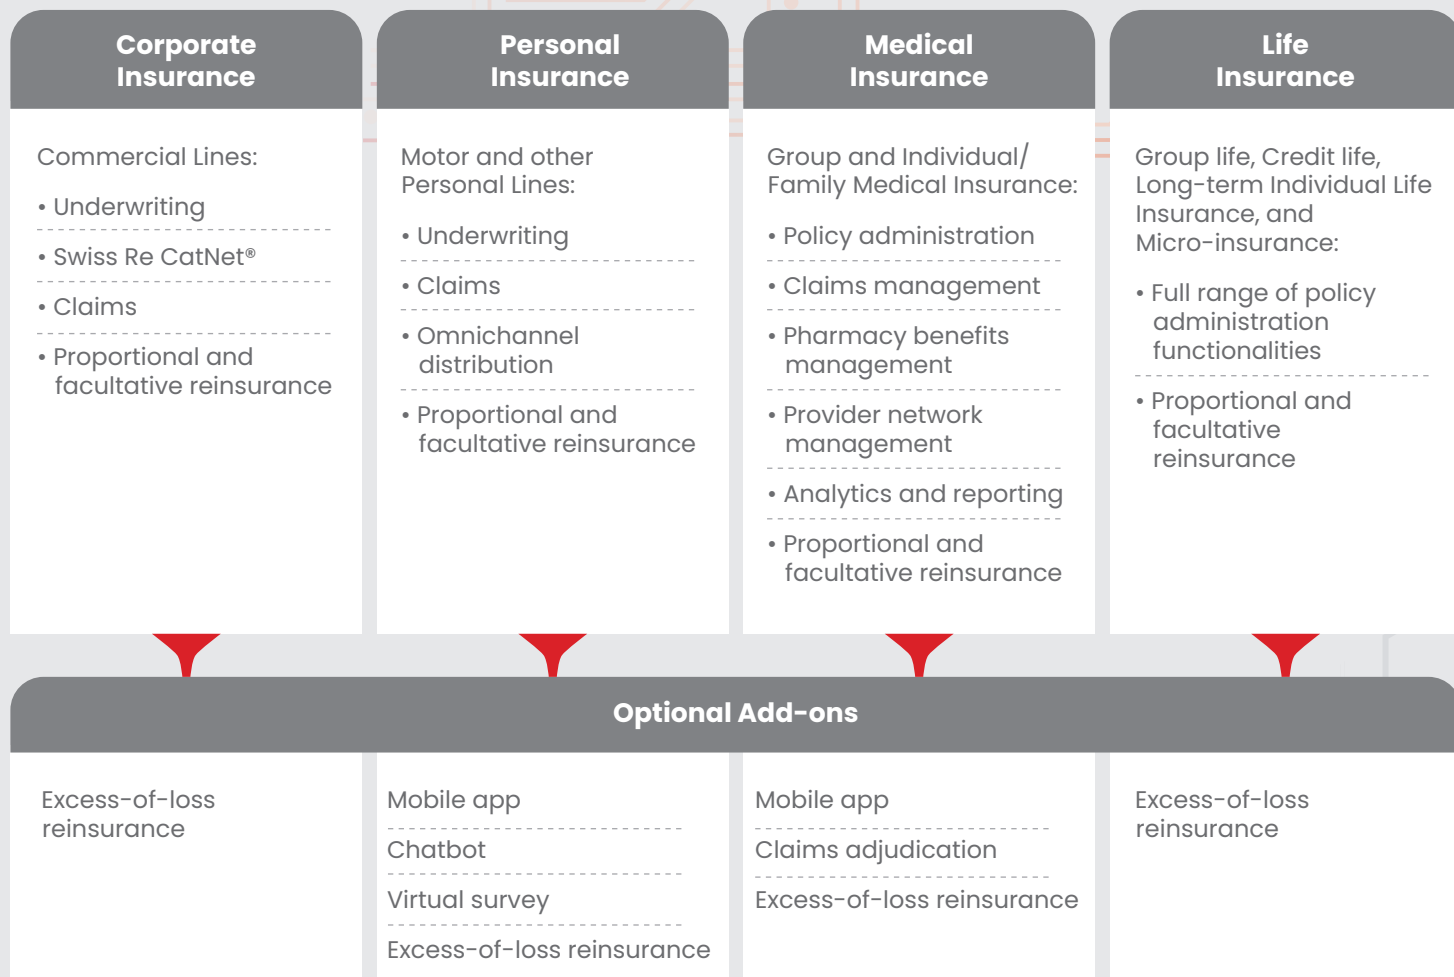 Corporate
Insurance
Commercial Lines:
• Underwriting
• Swiss Re CatNet®
• Claims
• Proportional and
facultative reinsurance
Personal
Insurance
Motor and other
Personal Lines:
• Underwriting
• Claims
• Omnichannel
distribution
• Proportional and
facultative reinsurance
Medical
Insurance
Group and Individual/
Family Medical Insurance:
• Policy administration
• Claims management
• Pharmacy benefits
management
• Provider network
management
• Analytics and reporting
• Proportional and
facultative reinsurance
Life
Insurance
Group life, Credit life,
Long-term Individual Life
Insurance, and
Micro-insurance:
• Full range of policy
administration
functionalities
• Proportional and
facultative
reinsurance
Optional Add-ons
Excess-of-loss
reinsurance
Mobile app
Chatbot
Virtual survey
Excess-of-loss reinsurance
Mobile app
Claims adjudication
Excess-of-loss reinsurance
Excess-of-loss
reinsurance